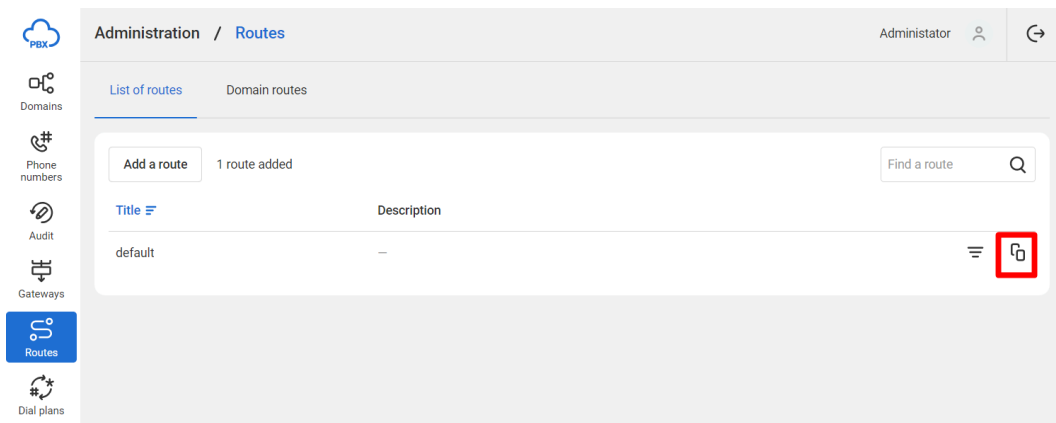 PBX
Administration / Routes
Administator
Domains
List of routes
Domain routes
Phone
numbers
Add a route
1 route added
Find a route
Title
Description
Audit
default
—
Gateways
Routes
Dial plans